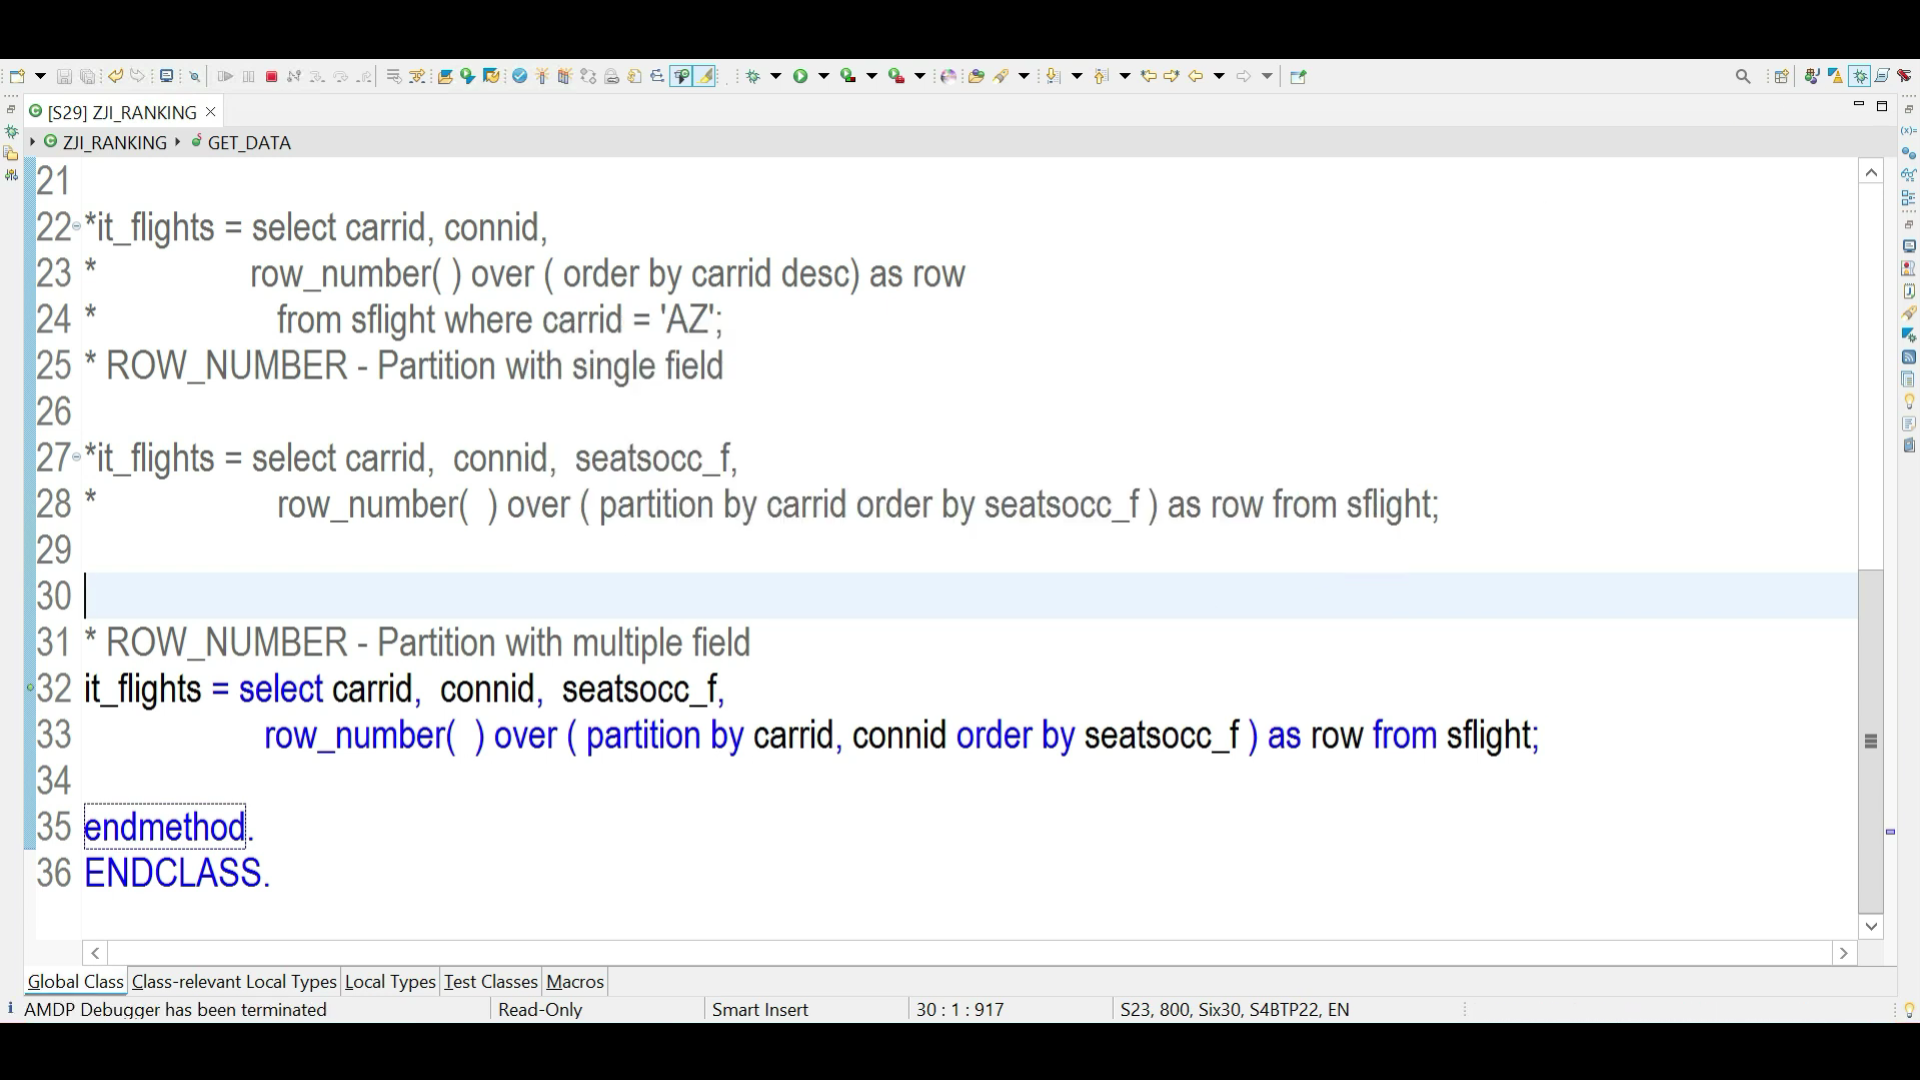 [S29] ZJI_RANKING
ZJI_RANKING GET_DATA
21
22 *it_flights = select carrid, connid,
23 * row_number( ) over ( order by carrid desc) as row
24 * from sflight where carrid = 'AZ';
25 * ROW_NUMBER - Partition with single field
26
27 *it_flights = select carrid, connid, seatsocc_f,
28 * row_number( ) over ( partition by carrid order by seatsocc_f ) as row from sflight;
29
30
31 * ROW_NUMBER - Partition with multiple field
32 it_flights = select carrid, connid, seatsocc_f,
33 row_number( ) over ( partition by carrid, connid order by seatsocc_f ) as row from sflight;
34
35 endmethod.
36 ENDCLASS.
Global Class Class-relevant Local Types Local Types Test Classes Macros
AMDP Debugger has been terminated Read-Only Smart Insert 30 : 1 : 917 S23, 800, Six30, S4BTP22, EN